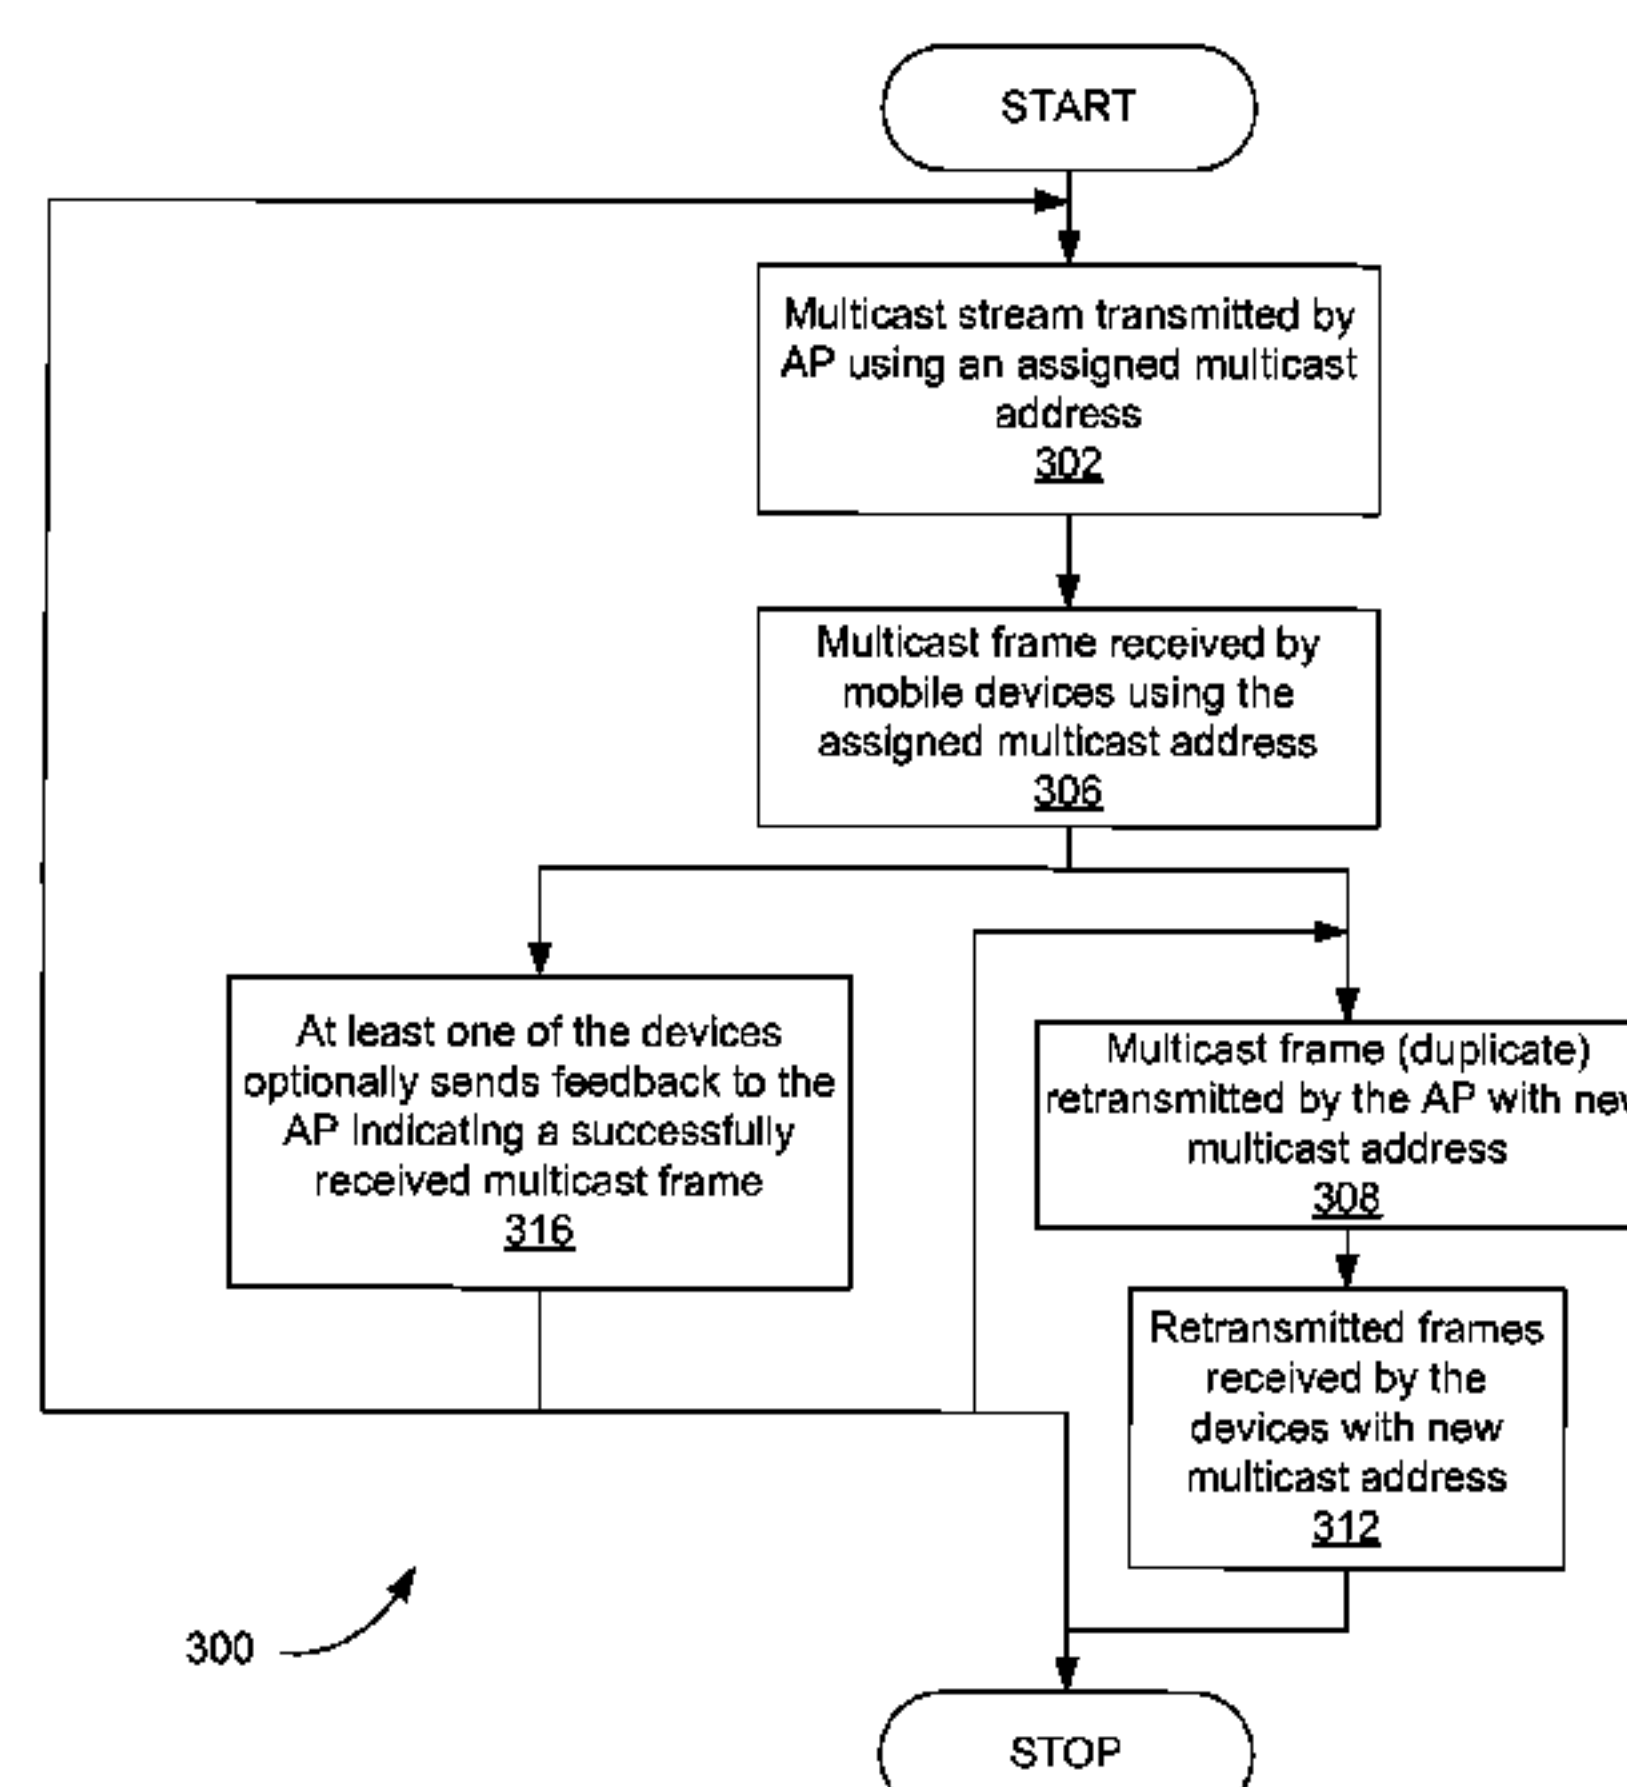 START
Multicast stream transmitted by
AP using an assigned multicast
address
302
Multicast frame received by
mobile devices using the
assigned multicast address
306
At least one of the devices
optionally sends feedback to the
AP indicating a successfully
received multicast frame
316
Multicast frame (duplicate)
retransmitted by the AP with new
multicast address
308
Retransmitted frames
received by the
devices with new
multicast address
312
300
STOP